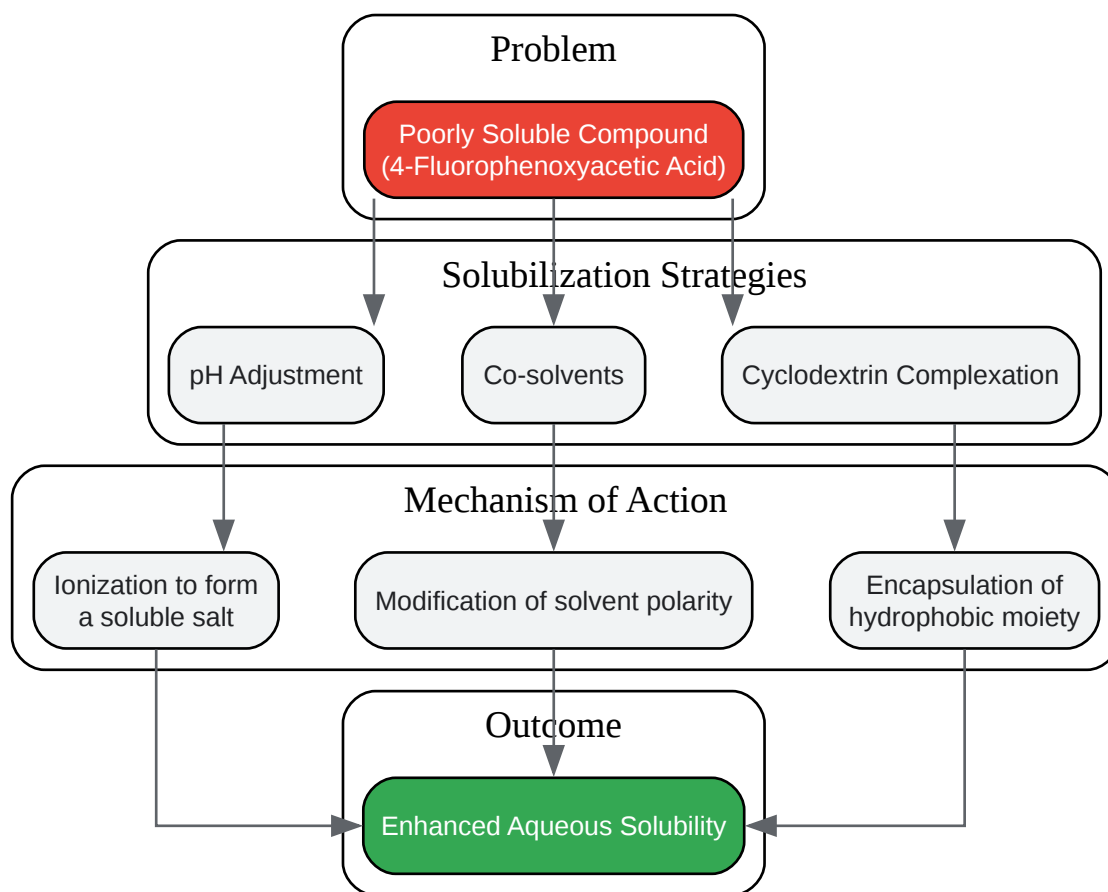 Problem
Poorly Soluble Compound
(4-Fluorophenoxyacetic Acid)
Solubilization Strategies
pH Adjustment
Co-solvents
Cyclodextrin Complexation
Mechanism of Action
Ionization to form
a soluble salt
Modification of solvent polarity
Encapsulation of
hydrophobic moiety
Outcome
Enhanced Aqueous Solubility